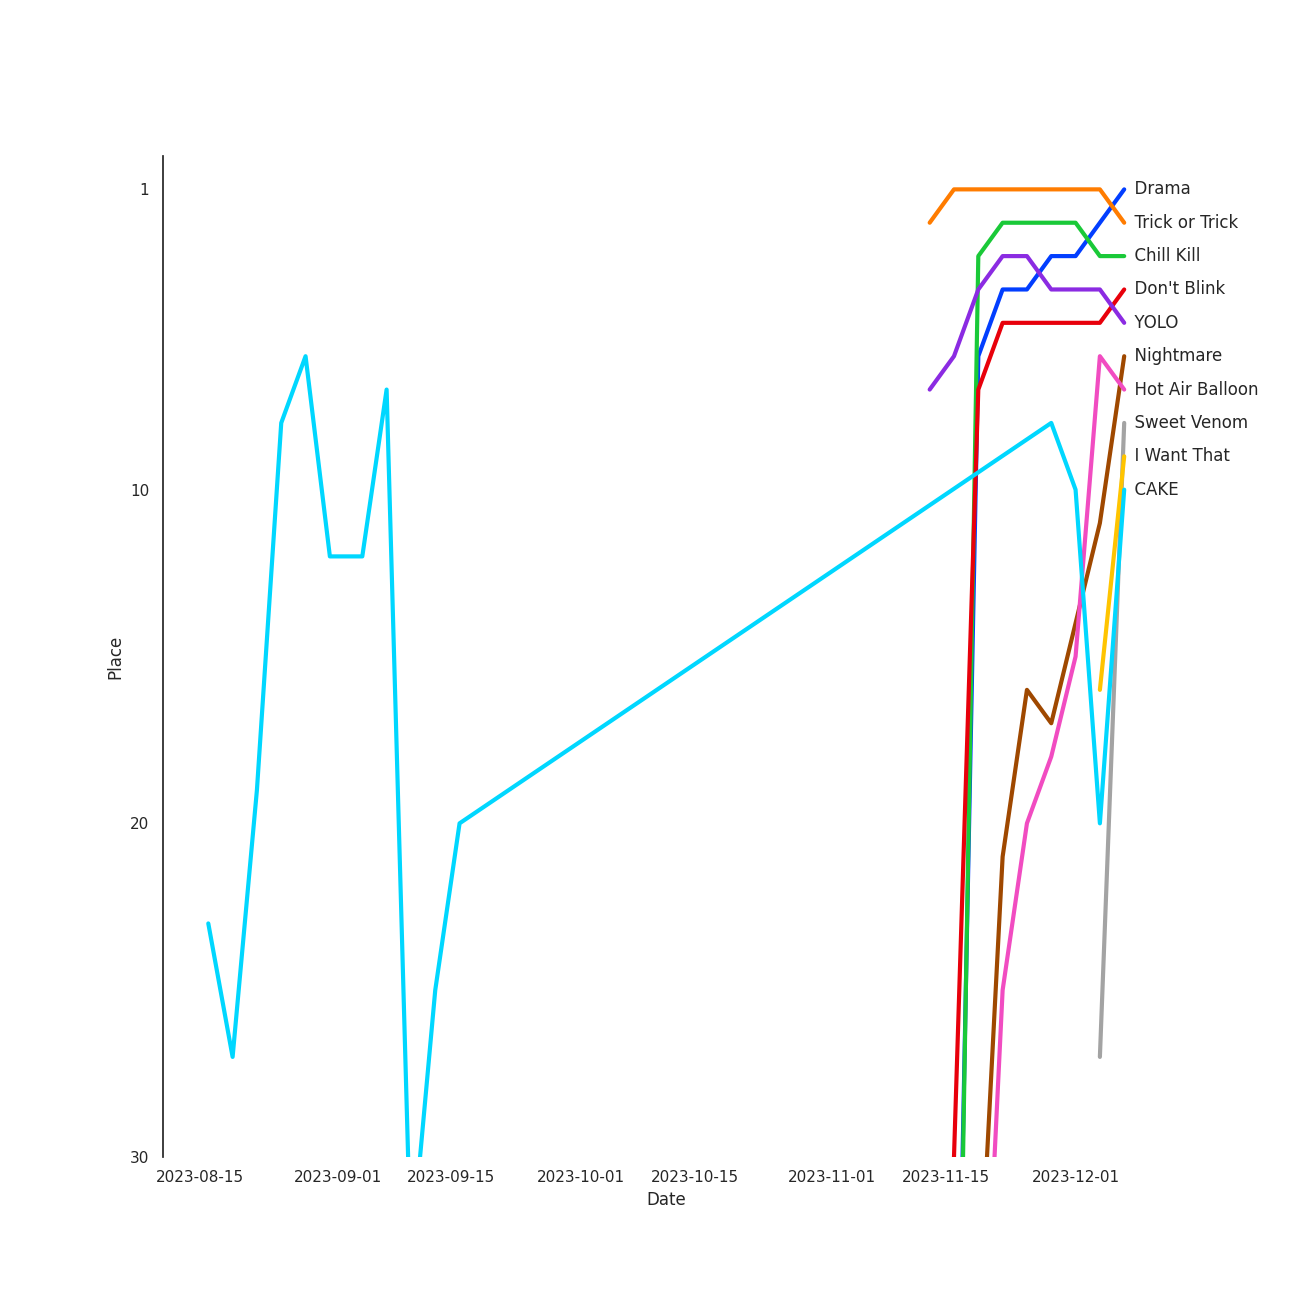 1
10
20
30
Place
2023-08-15
2023-09-01
2023-09-15
2023-10-01
2023-10-15
2023-11-01
2023-11-15
2023-12-01
Date
Drama
Trick or Trick
Chill Kill
Don't Blink
YOLO
Nightmare
Hot Air Balloon
Sweet Venom
I Want That
CAKE